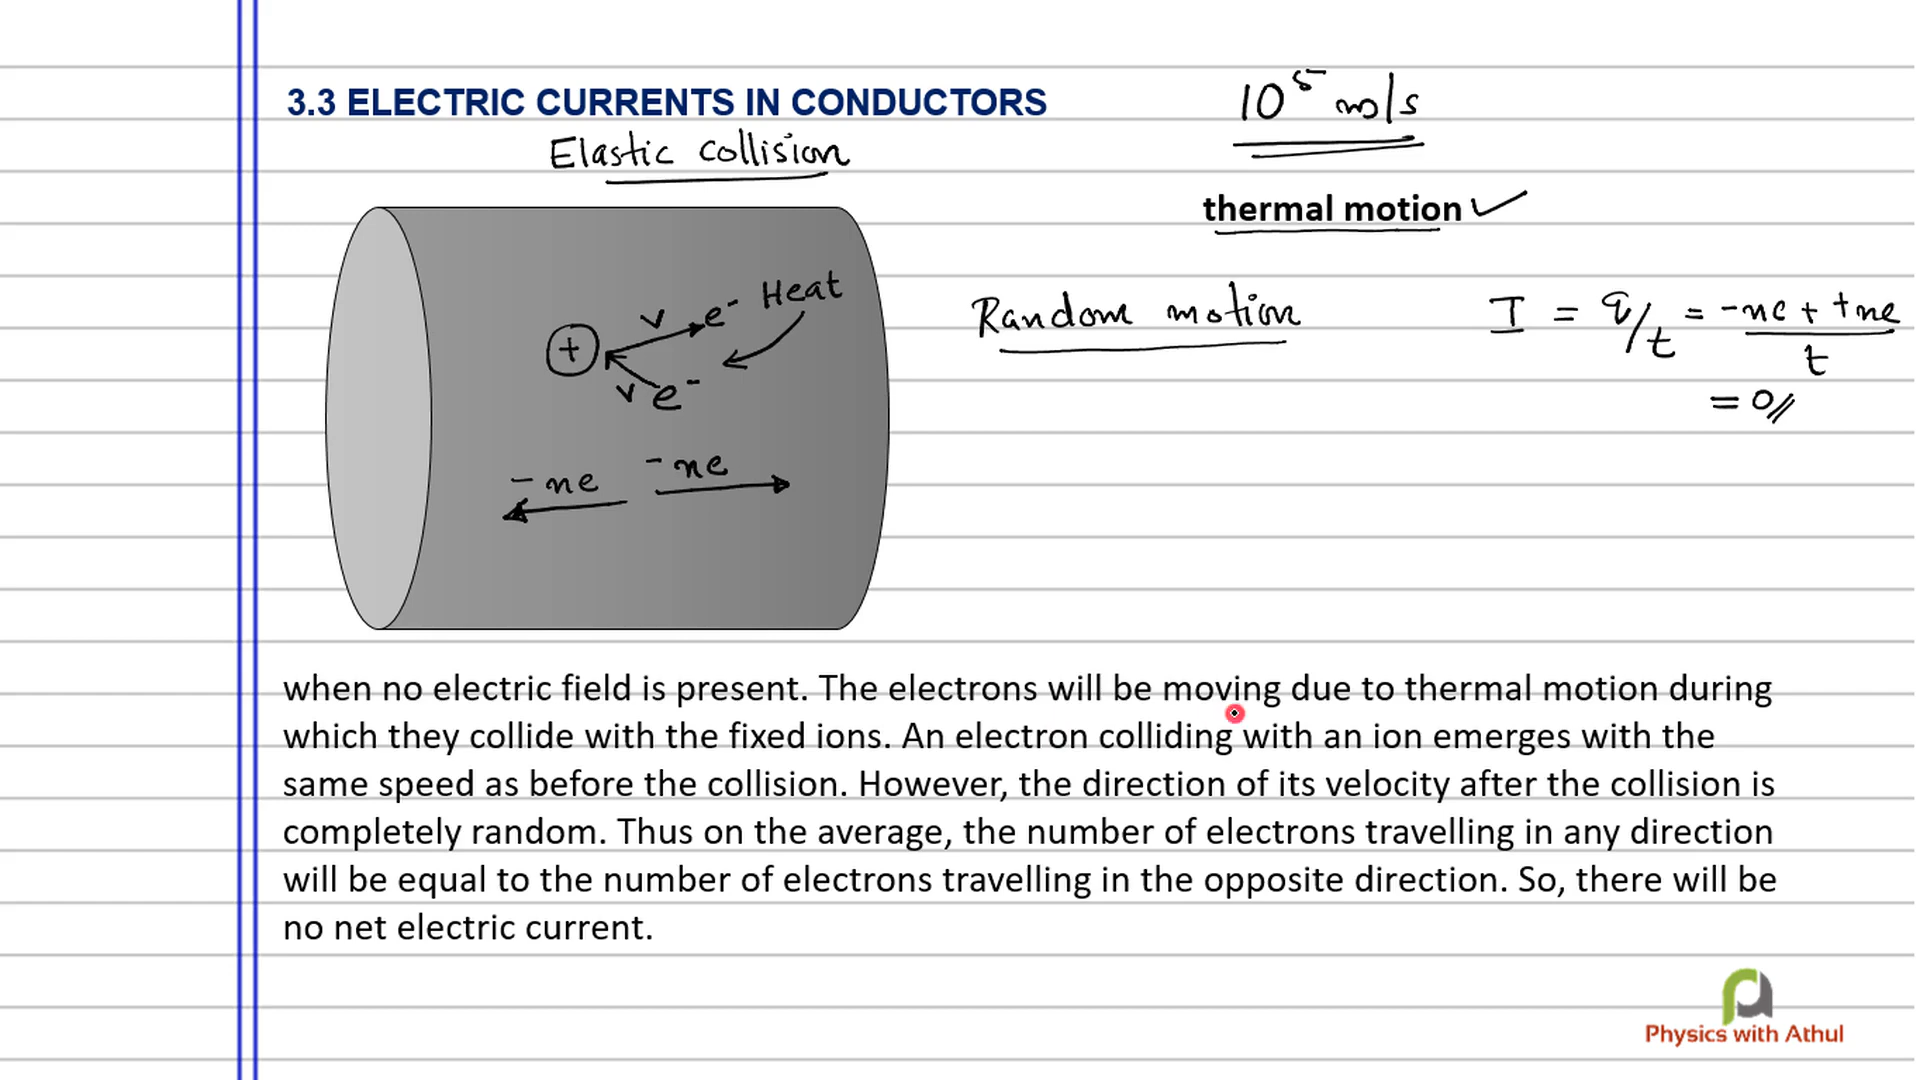 3.3 ELECTRIC CURRENTS IN CONDUCTORS
10⁵ m/s
Elastic collision
thermal motion ✓
Random motion
Heat
v e⁻
+
v e⁻
I = q/t = -ne + +ne / t
= 0//
-ne -ne
when no electric field is present. The electrons will be moving due to thermal motion during
which they collide with the fixed ions. An electron colliding with an ion emerges with the
same speed as before the collision. However, the direction of its velocity after the collision is
completely random. Thus on the average, the number of electrons travelling in any direction
will be equal to the number of electrons travelling in the opposite direction. So, there will be
no net electric current.
Physics with Athul